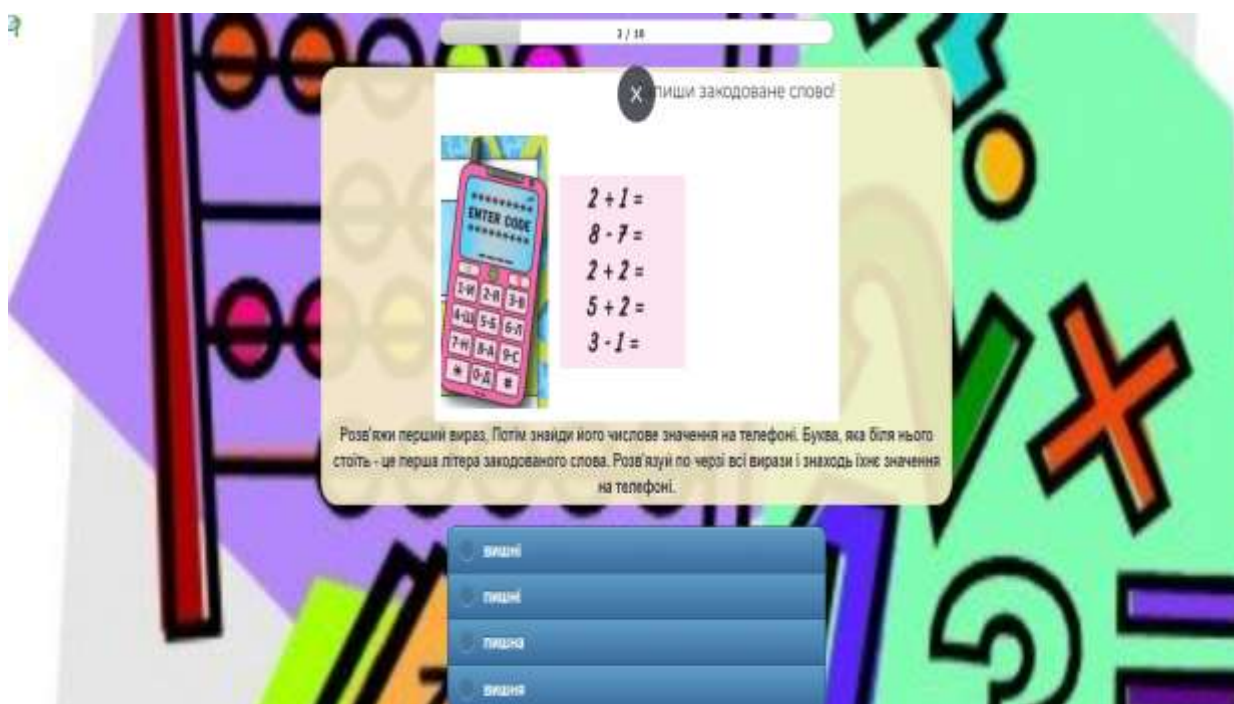 3 / 18
пиши закодоване слово!
ENTER CODE
1-И 2-Я 3-В
4-Ш 5-Б 6-Л
7-Н 8-А 9-С
* 0-Д #
2 + 1 =
8 - 7 =
2 + 2 =
5 + 2 =
3 - 1 =
Розв'яжи перший вираз. Потім знайди його числове значення на телефоні. Буква, яка біля нього
стоїть - це перша літера закодованого слова. Розв'язуй по черзі всі вирази і знаходь їхнє значення
на телефоні.
вишні
пишні
пишна
вишня